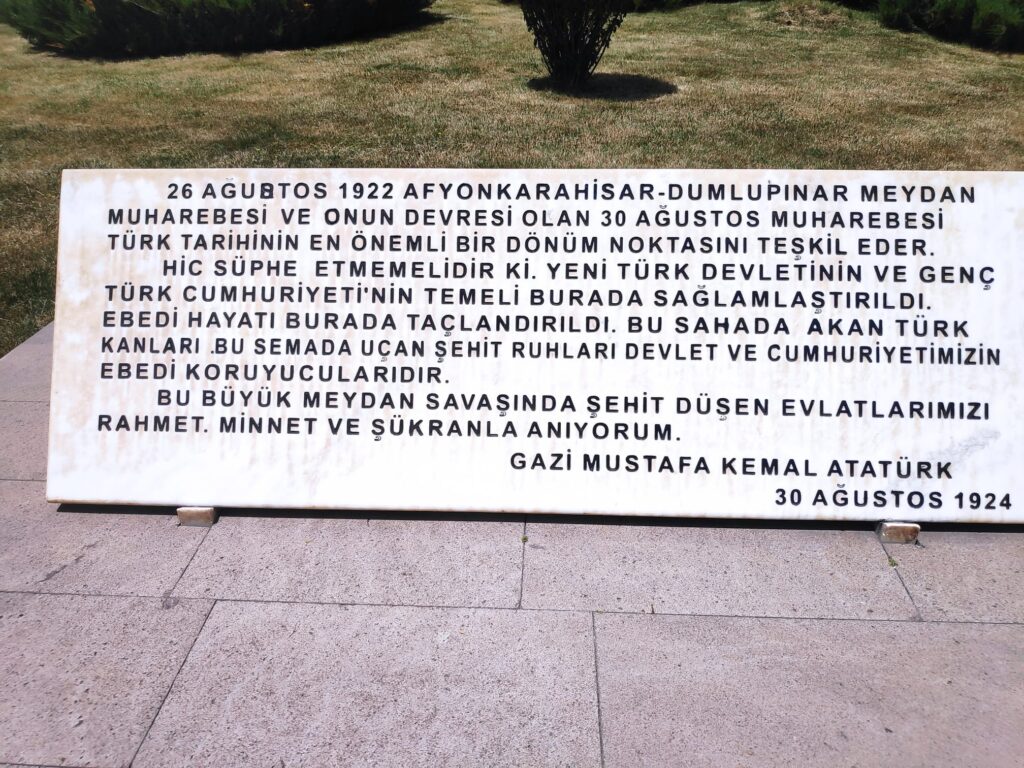 26 AĞUBTOS 1922 AFYONKARAHİSAR-DUMLUPINAR MEYDAN
MUHAREBESİ VE ONUN DEVRESİ OLAN 30 AĞUSTOS MUHAREBESİ
TÜRK TARİHİNİN EN ÖNEMLİ BİR DÖNÜM NOKTASINI TEŞKİL EDER.
HİC SÜPHE ETMEMELİDİR Kİ. YENİ TÜRK DEVLETİNİN VE GENÇ
TÜRK CUMHURİYETİ'NİN TEMELİ BURADA SAĞLAMLAŞTIRILDI.
EBEDİ HAYATI BURADA TAÇLANDIRILDI. BU SAHADA AKAN TÜRK
KANLARI .BU SEMADA UÇAN ŞEHİT RUHLARI DEVLET VE CUMHURİYETİMİZİN
EBEDİ KORUYUCULARIDIR.
BU BÜYÜK MEYDAN SAVAŞINDA ŞEHİT DÜŞEN EVLATLARIMIZI
RAHMET. MİNNET VE ŞÜKRANLA ANIYORUM.
GAZİ MUSTAFA KEMAL ATATÜRK
30 AĞUSTOS 1924